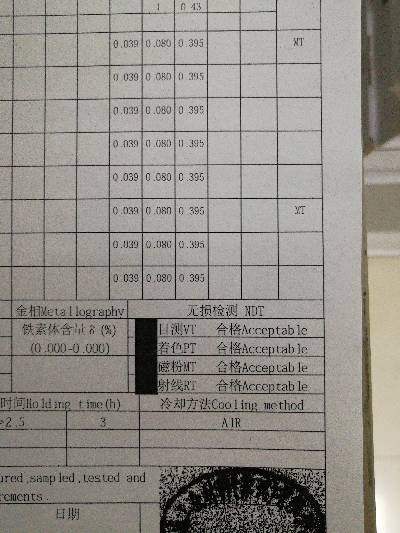 1 0.43
0.039 0.080 0.395 MT
0.039 0.080 0.395
0.039 0.080 0.395
0.039 0.080 0.395
0.039 0.080 0.395
0.039 0.080 0.395 MT
0.039 0.080 0.395
0.039 0.080 0.395
金相Metallography 无损检测 NDT
铁素体含量δ(%) 目测VT 合格Acceptable
(0.000-0.000) 着色PT 合格Acceptable
磁粉MT 合格Acceptable
射线RT 合格Acceptable
时间Holding time(h) 冷却方法Cooling method
2.5 3 AIR
ured,sampled,tested and
rements.
日期